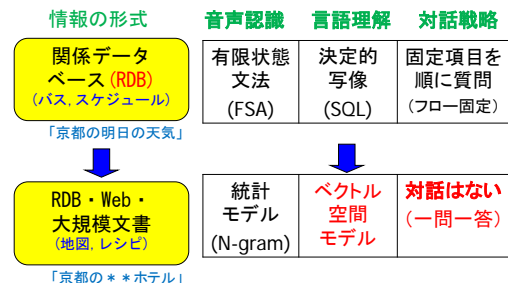 情報の形式 音声認識 言語理解 対話戦略
関係データ
ベース(RDB)
(バス, スケジュール)
有限状態
文法
(FSA)
決定的
写像
(SQL)
固定項目を
順に質問
(フロー固定)
「京都の明日の天気」
RDB・Web・
大規模文書
(地図, レシピ)
統計
モデル
(N-gram)
ベクトル
空間
モデル
対話はない
(一問一答)
「京都の＊＊ホテル」